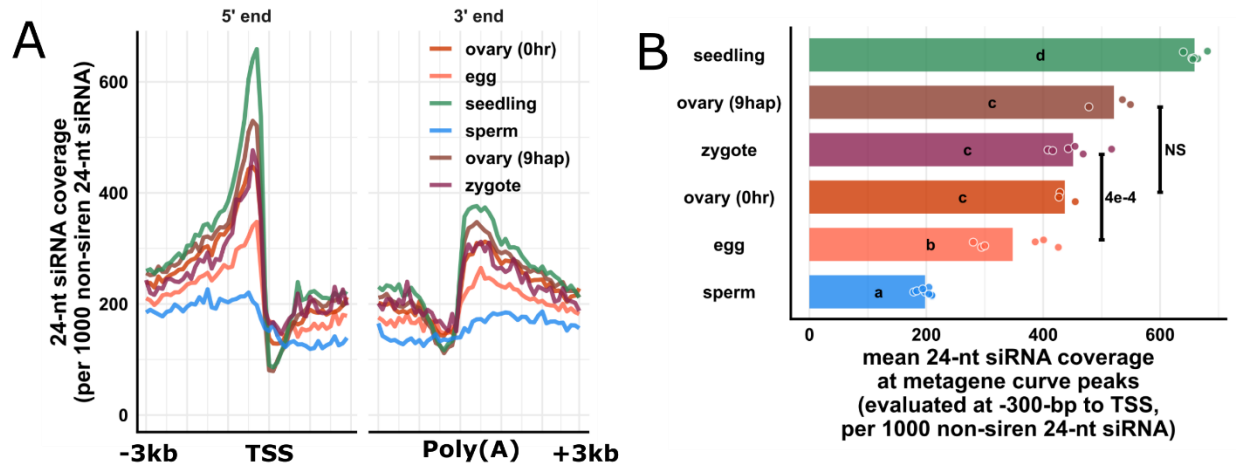 A
5' end
3' end
24-nt siRNA coverage
(per 1000 non-siren 24-nt siRNA)
600
400
200
0
ovary (0hr)
egg
seedling
sperm
ovary (9hap)
zygote
-3kb
TSS
Poly(A)
+3kb
B
seedling
d
ovary (9hap)
c
zygote
c
ovary (0hr)
c
egg
b
sperm
a
NS
4e-4
0
200
400
600
mean 24-nt siRNA coverage
at metagene curve peaks
(evaluated at -300-bp to TSS,
per 1000 non-siren 24-nt siRNA)